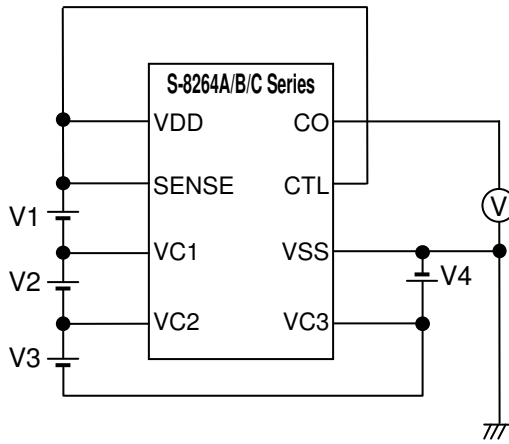 S-8264A/B/C Series
VDD
CO
SENSE
CTL
V1
V
VC1
VSS
V2
V4
VC2
VC3
V3